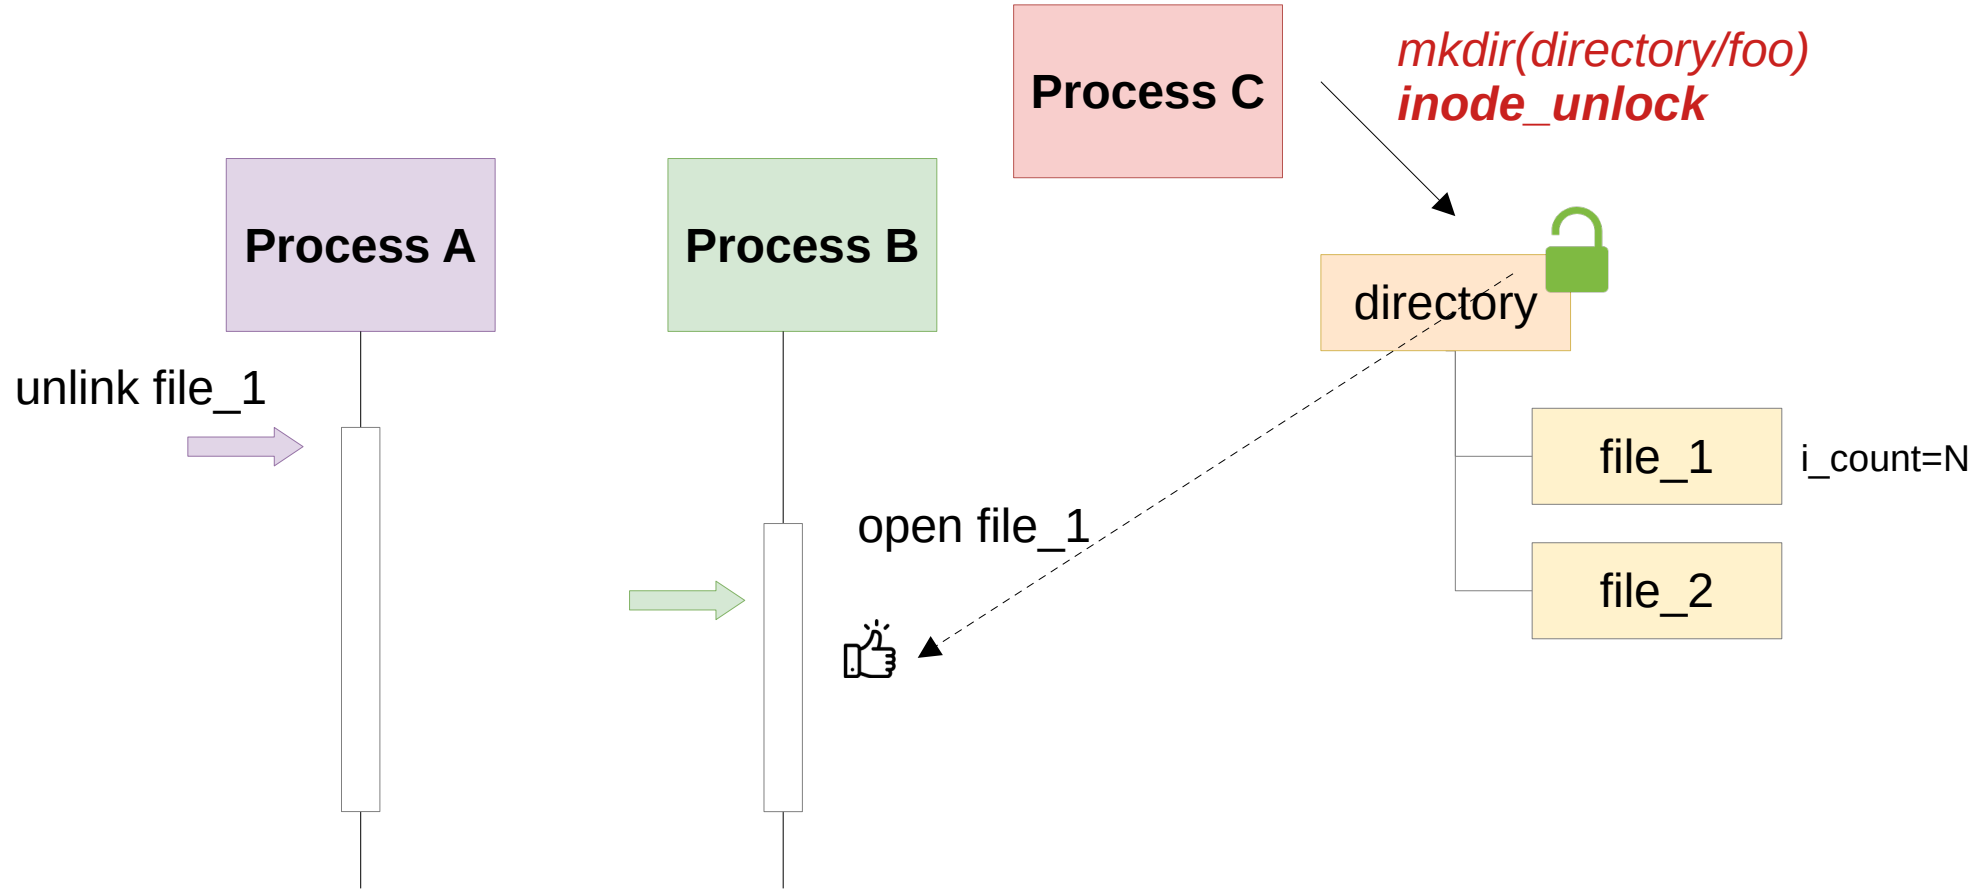 Process C
mkdir(directory/foo)
inode_unlock
Process A
Process B
directory
unlink file_1
file_1
i_count=N
open file_1
file_2